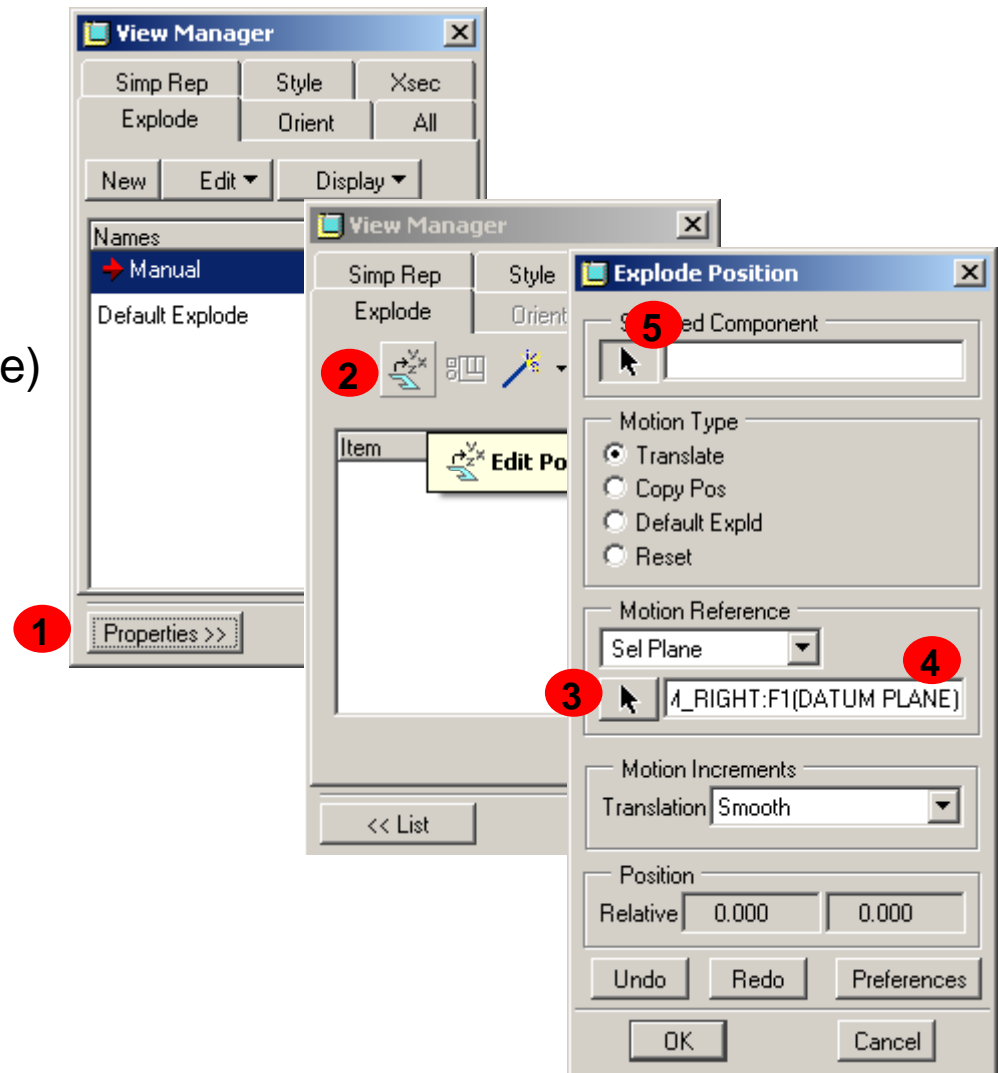 View Manager
Simp Rep Style Xsec
Explode Orient All
New Edit Display
Names
Manual
Default Explode
1 Properties >>
e)
View Manager
Simp Rep Style
Explode Orient
2
Item
Edit Po
<< List
Explode Position
5 ed Component
Motion Type
Translate
Copy Pos
Default Expld
Reset
Motion Reference
Sel Plane
4
3 M_RIGHT:F1(DATUM PLANE)
Motion Increments
Translation Smooth
Position
Relative 0.000 0.000
Undo Redo Preferences
OK Cancel